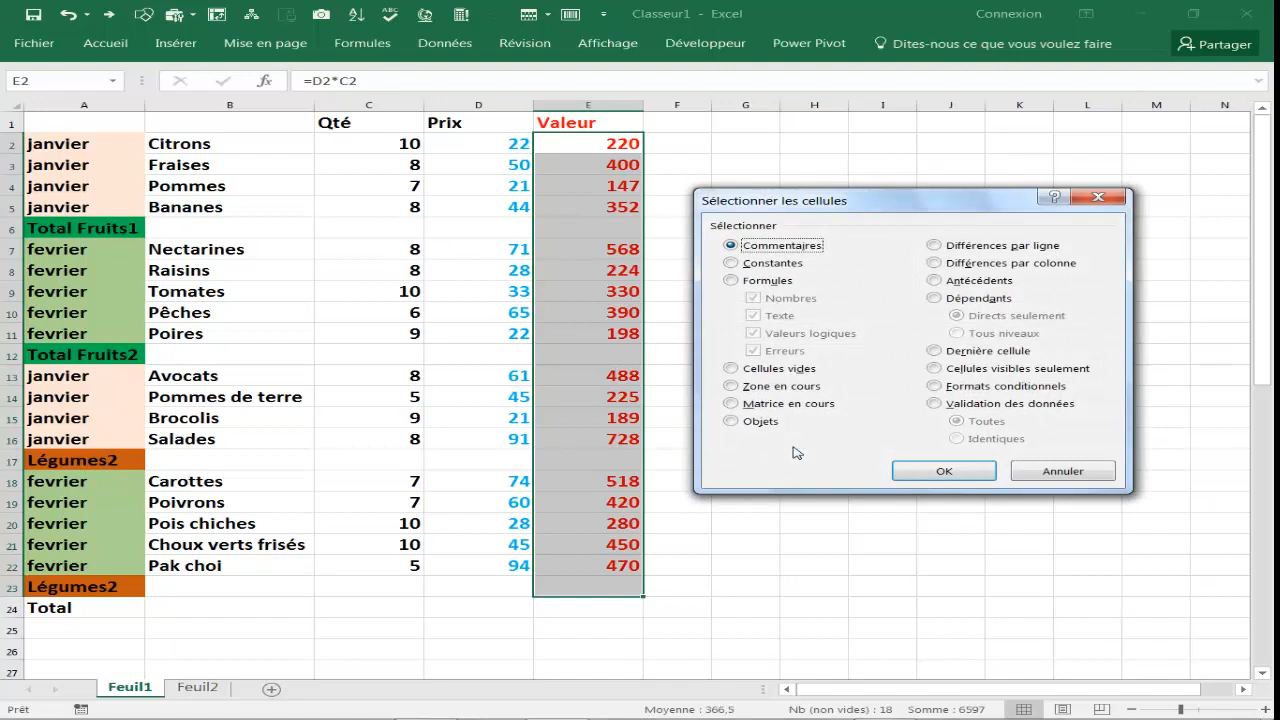 Classeur1 - Excel
Connexion
Fichier Accueil Insérer Mise en page Formules Données Révision Affichage Développeur Power Pivot Dites-nous ce que vous voulez faire Partager
E2 fx =D2*C2
A B C D E F G H I J K L M N
1 Qté Prix Valeur
2 janvier Citrons 10 22 220
3 janvier Fraises 8 50 400
4 janvier Pommes 7 21 147
5 janvier Bananes 8 44 352
6 Total Fruits1
7 fevrier Nectarines 8 71 568
8 fevrier Raisins 8 28 224
9 fevrier Tomates 10 33 330
10 fevrier Pêches 6 65 390
11 fevrier Poires 9 22 198
12 Total Fruits2
13 janvier Avocats 8 61 488
14 janvier Pommes de terre 5 45 225
15 janvier Brocolis 9 21 189
16 janvier Salades 8 91 728
17 Légumes2
18 fevrier Carottes 7 74 518
19 fevrier Poivrons 7 60 420
20 fevrier Pois chiches 10 28 280
21 fevrier Choux verts frisés 10 45 450
22 fevrier Pak choi 5 94 470
23 Légumes2
24 Total
25
26
27
Sélectionner les cellules
Sélectionner
Commentaires Différences par ligne
Constantes Différences par colonne
Formules Antécédents
Nombres Dépendants
Texte Directs seulement
Valeurs logiques Tous niveaux
Erreurs Dernière cellule
Cellules vides Cellules visibles seulement
Zone en cours Formats conditionnels
Matrice en cours Validation des données
Objets Toutes
Identiques
OK Annuler
Feuil1 Feuil2
Prêt Moyenne : 366,5 Nb (non vides) : 18 Somme : 6597